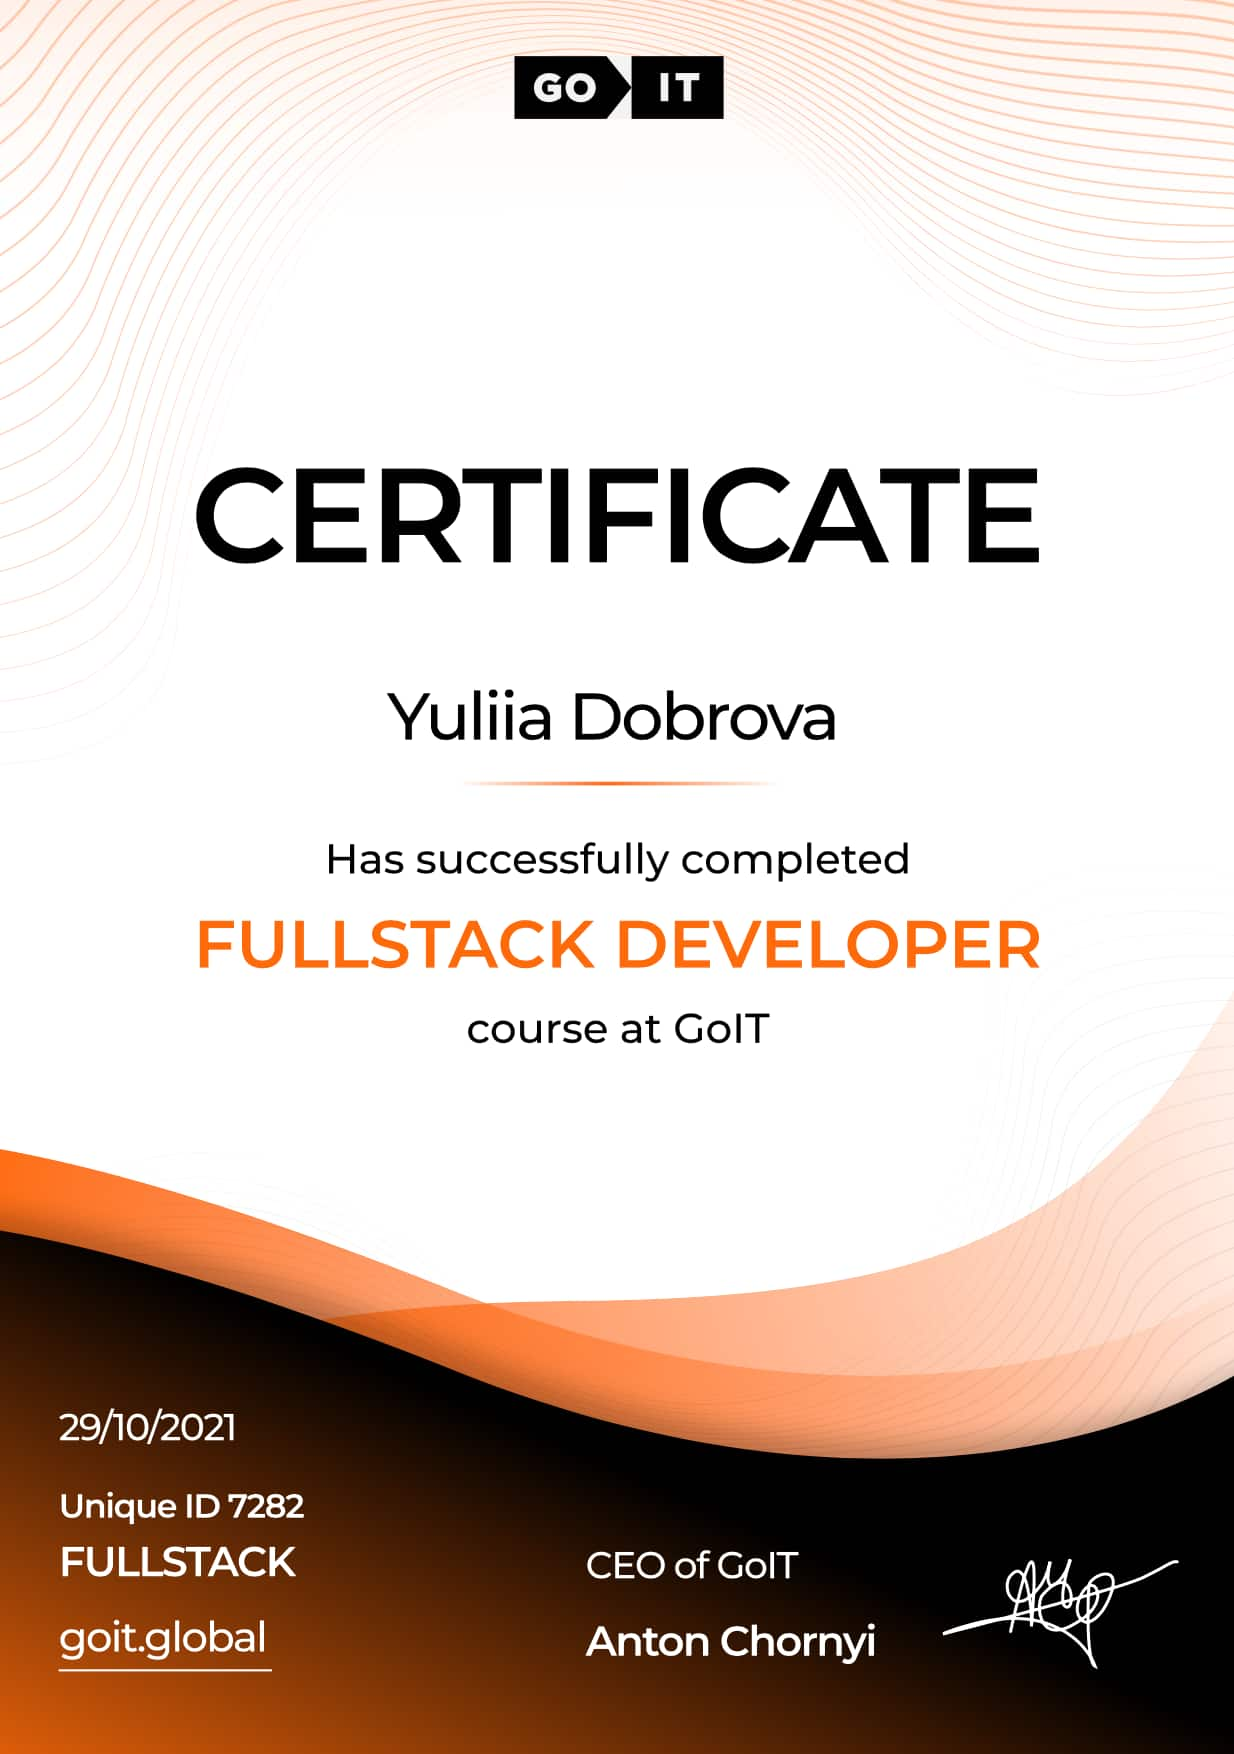 GO IT
CERTIFICATE
Yuliia Dobrova
Has successfully completed
FULLSTACK DEVELOPER
course at GoIT
29/10/2021
Unique ID 7282
FULLSTACK
goit.global
CEO of GoIT
Anton Chornyi